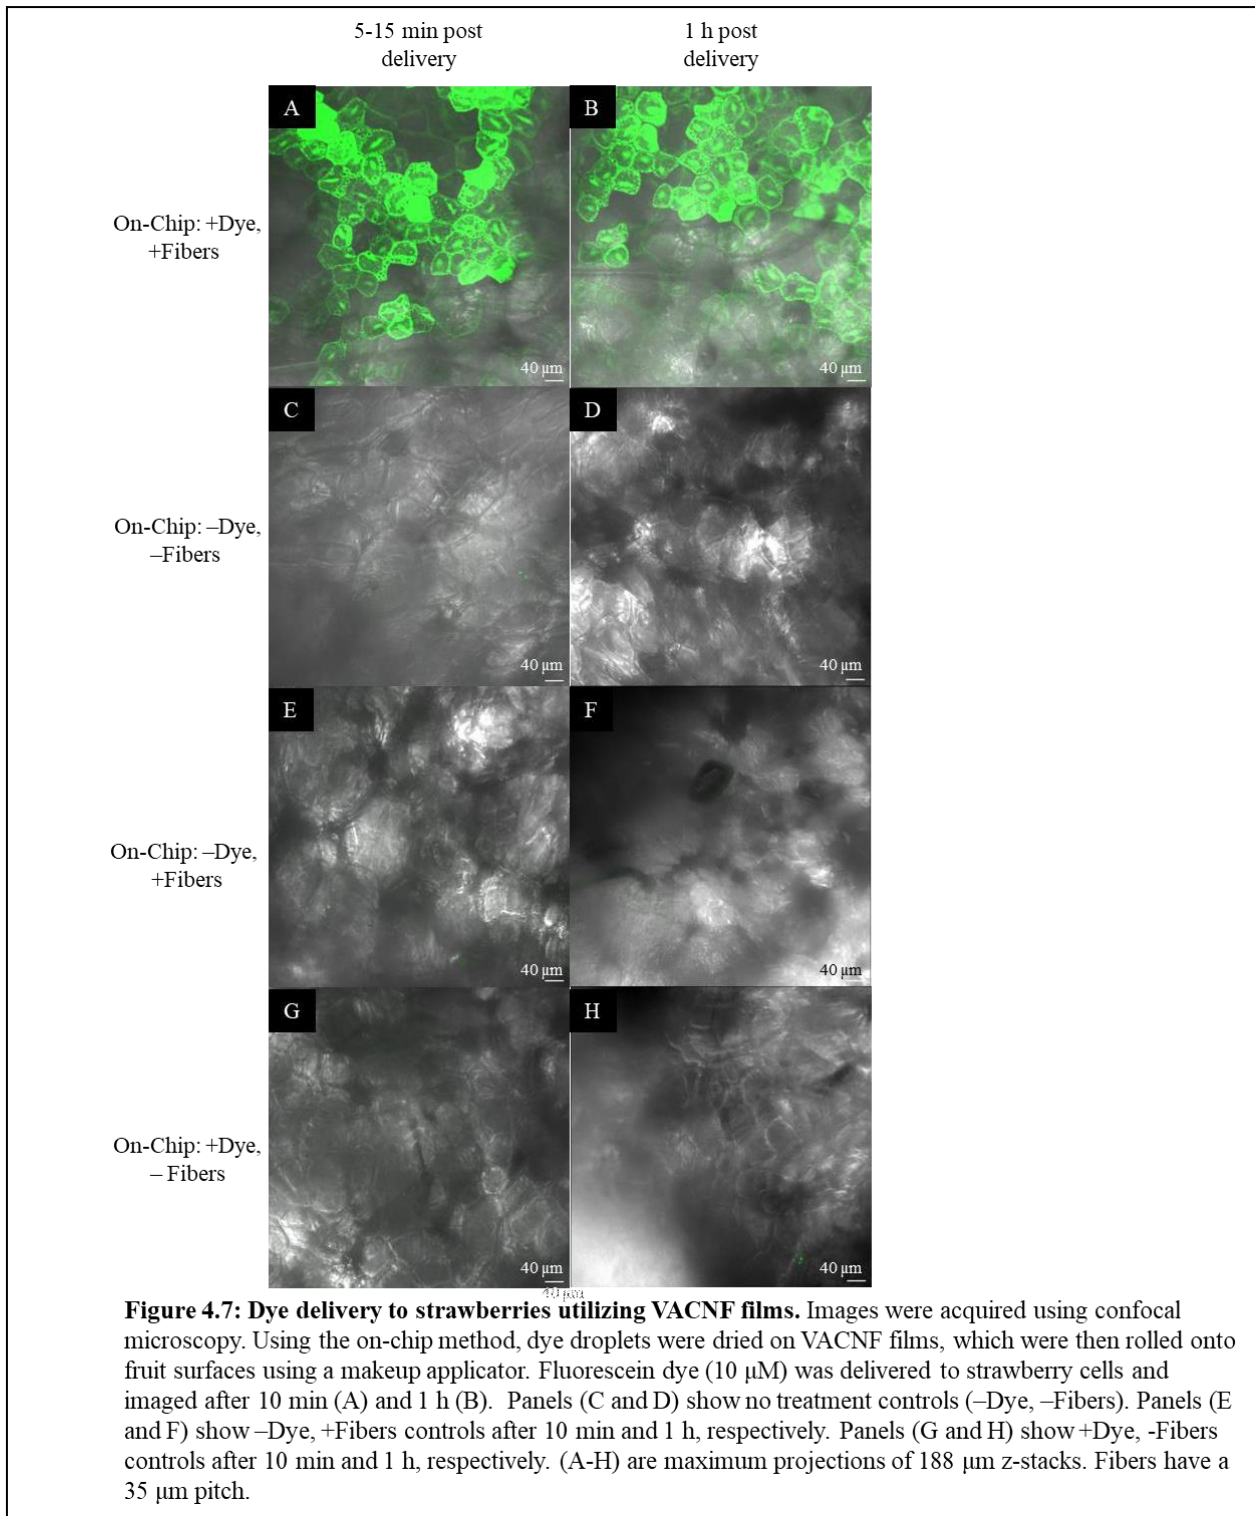 5-15 min post
delivery
1 h post
delivery
A
B
On-Chip: +Dye,
+Fibers
40 μm
40 μm
C
D
On-Chip: –Dye,
–Fibers
40 μm
40 μm
E
F
On-Chip: –Dye,
+Fibers
40 μm
40 μm
G
H
On-Chip: +Dye,
– Fibers
40 μm
40 μm
40 μm
Figure 4.7: Dye delivery to strawberries utilizing VACNF films. Images were acquired using confocal
microscopy. Using the on-chip method, dye droplets were dried on VACNF films, which were then rolled onto
fruit surfaces using a makeup applicator. Fluorescein dye (10 μM) was delivered to strawberry cells and
imaged after 10 min (A) and 1 h (B). Panels (C and D) show no treatment controls (–Dye, –Fibers). Panels (E
and F) show –Dye, +Fibers controls after 10 min and 1 h, respectively. Panels (G and H) show +Dye, -Fibers
controls after 10 min and 1 h, respectively. (A-H) are maximum projections of 188 μm z-stacks. Fibers have a
35 μm pitch.